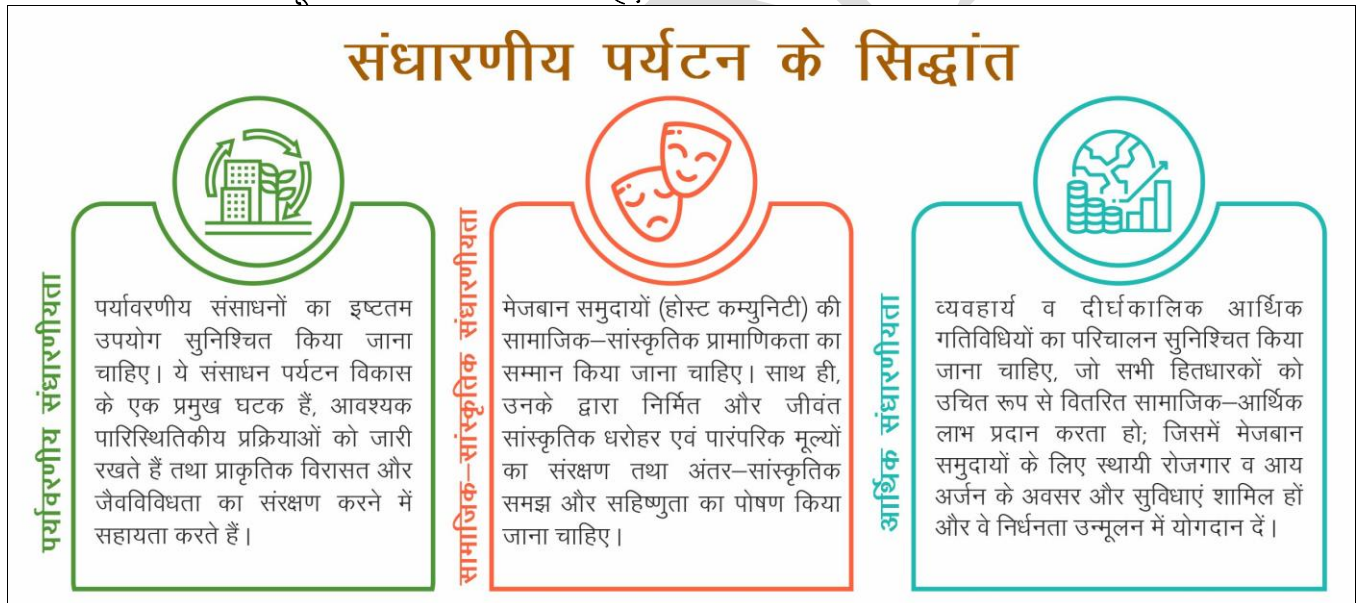 संधारणीय पर्यटन के सिद्धांत
पर्यावरणीय संधारणीयता
पर्यावरणीय संसाधनों का इष्टतम
उपयोग सुनिश्चित किया जाना
चाहिए। ये संसाधन पर्यटन विकास
के एक प्रमुख घटक हैं, आवश्यक
पारिस्थितिकीय प्रक्रियाओं को जारी
रखते हैं तथा प्राकृतिक विरासत और
जैवविविधता का संरक्षण करने में
सहायता करते हैं।
सामाजिक–सांस्कृतिक संधारणीयता
मेजबान समुदायों (होस्ट कम्युनिटी) की
सामाजिक–सांस्कृतिक प्रामाणिकता का
सम्मान किया जाना चाहिए। साथ ही,
उनके द्वारा निर्मित और जीवंत
सांस्कृतिक धरोहर एवं पारंपरिक मूल्यों
का संरक्षण तथा अंतर–सांस्कृतिक
समझ और सहिष्णुता का पोषण किया
जाना चाहिए।
आर्थिक संधारणीयता
व्यवहार्य व दीर्घकालिक आर्थिक
गतिविधियों का परिचालन सुनिश्चित किया
जाना चाहिए, जो सभी हितधारकों को
उचित रूप से वितरित सामाजिक–आर्थिक
लाभ प्रदान करता हो; जिसमें मेजबान
समुदायों के लिए स्थायी रोजगार व आय
अर्जन के अवसर और सुविधाएं शामिल हों
और वे निर्धनता उन्मूलन में योगदान दें।